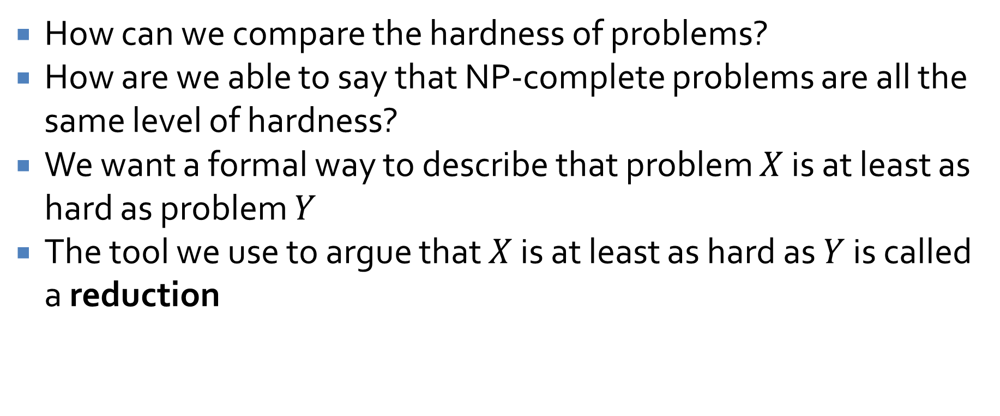 How can we compare the hardness of problems?
How are we able to say that NP-complete problems are all the
same level of hardness?
We want a formal way to describe that problem X is at least as
hard as problem Y
The tool we use to argue that X is at least as hard as Y is called
a reduction